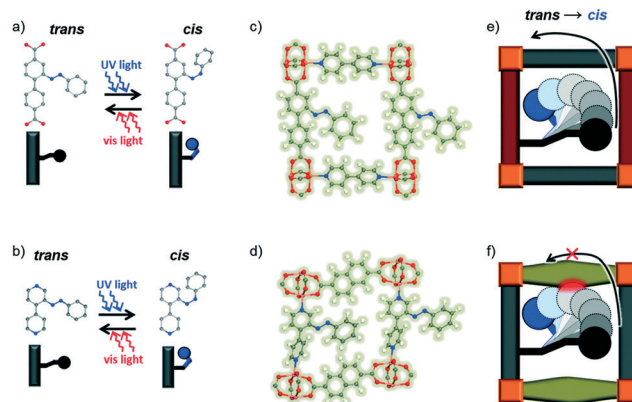 a)
trans
cis
UV light
vis light
b)
trans
cis
UV light
vis light
c)
d)
e)
trans → cis
f)